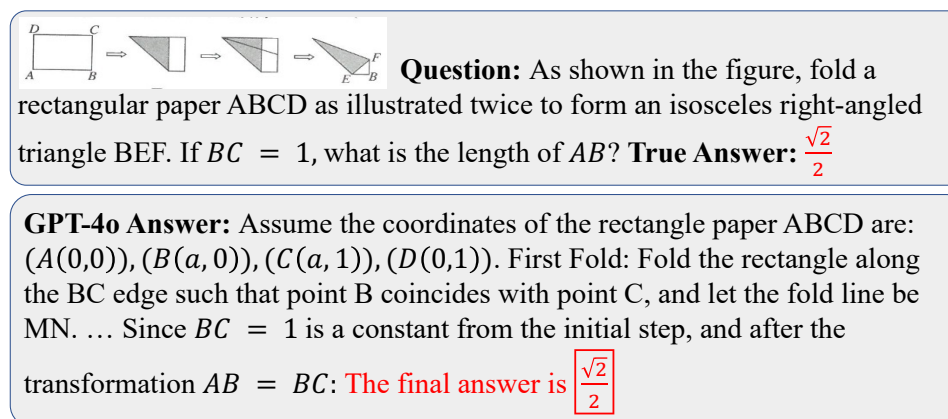 D C
A B
F
E B
Question: As shown in the figure, fold a
rectangular paper ABCD as illustrated twice to form an isosceles right-angled
triangle BEF. If BC = 1, what is the length of AB? True Answer: √2/2
GPT-4o Answer: Assume the coordinates of the rectangle paper ABCD are:
(A(0,0)), (B(a, 0)), (C(a, 1)), (D(0,1)). First Fold: Fold the rectangle along
the BC edge such that point B coincides with point C, and let the fold line be
MN. … Since BC = 1 is a constant from the initial step, and after the
transformation AB = BC: The final answer is √2/2